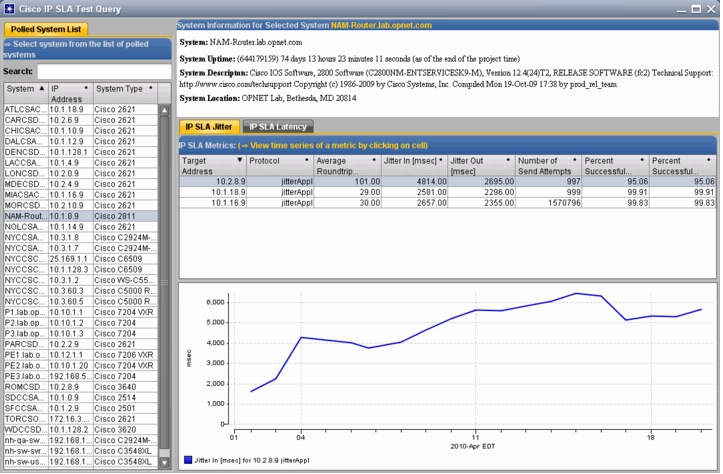 Cisco IP SLA Test Query
Polled System List
⇨ Select system from the list of polled
systems
Search:
System ▲ IP Address System Type
ATLCSAC... 10.1.18.9 Cisco 2621
CARCSD... 10.2.6.9 Cisco 2621
CHICSAC... 10.1.10.9 Cisco 2621
DALCSA... 10.1.12.9 Cisco 2621
DENCSD... 10.1.128.1 Cisco 2621
LACCSA... 10.1.4.9 Cisco 2621
LONCSD... 10.2.0.9 Cisco 2621
MDECSD... 10.2.4.9 Cisco 2621
MIACSAC... 10.1.16.9 Cisco 2621
MORCSD... 10.2.10.9 Cisco 2621
NAM-Rout... 10.1.8.9 Cisco 2811
NOLCSA... 10.1.14.9 Cisco 2621
NYCCSA... 10.3.1.8 Cisco C2924M-...
NYCCSA... 10.3.1.7 Cisco C2924M-...
NYCCSC... 25.169.1.1 Cisco C6509
NYCCSC... 10.1.128.3 Cisco C6509
NYCCSC... 10.3.1.2 Cisco WS-C55...
NYCCSC... 10.3.60.3 Cisco C5000 R...
NYCCSC... 10.3.60.5 Cisco C5000 R...
P1.lab.op... 10.10.1.1 Cisco 7204 VXR
P2.lab.op... 10.10.1.2 Cisco 7204
P3.lab.op... 10.10.1.3 Cisco 7204
PARCSD... 10.2.2.9 Cisco 2621
PE1.lab.o... 10.12.1.1 Cisco 7206 VXR
PE2.lab.o... 10.10.1.20 Cisco 7204 VXR
PE3.lab.o... 192.168.5... Cisco 7204
ROMCSD... 10.2.8.9 Cisco 3640
SDCCSA... 10.1.0.9 Cisco 2514
SFCCSA... 10.1.2.9 Cisco 2501
TORCSO... 172.16.3... Cisco 2621
WDCCSD... 10.1.128.2 Cisco 3620
nh-qa-sw... 192.168.1... Cisco C2924M-...
nh-sw-svr... 192.168.1... Cisco C3548XL
nh-sw-us... 192.168.1... Cisco C3548XL
System Information for Selected System NAM-Router.lab.opnet.com
System: NAM-Router.lab.opnet.com
System Uptime: (644179159) 74 days 13 hours 23 minutes 11 seconds (as of the end of the project time)
System Descripton: Cisco IOS Software, 2800 Software (C2800NM-ENTSERVICESK9-M), Version 12.4(24)T2, RELEASE SOFTWARE (fc2) Technical Support:
http://www.cisco.com/techsupport Copyright (c) 1986-2009 by Cisco Systems, Inc. Compiled Mon 19-Oct-09 17:38 by prod_rel_team
System Location: OPNET Lab, Bethesda, MD 20814
IP SLA Jitter IP SLA Latency
IP SLA Metrics: (⇨ View time series of a metric by clicking on cell)
Target Address ▼ Protocol Average Roundtrip... Jitter In [msec] Jitter Out [msec] Number of Send Attempts Percent Successful... Percent Successful...
10.2.8.9 jitterAppl 101.00 4814.00 2695.00 997 95.06 95.06
10.1.18.9 jitterAppl 29.00 2581.00 2296.00 999 99.91 99.91
10.1.16.9 jitterAppl 30.00 2657.00 2355.00 1570796 99.83 99.83
6,000
5,000
4,000
3,000
2,000
1,000
0
msec
01 04 11 18
2010-Apr EDT
Jitter In [msec] for 10.2.8.9 jitterAppl